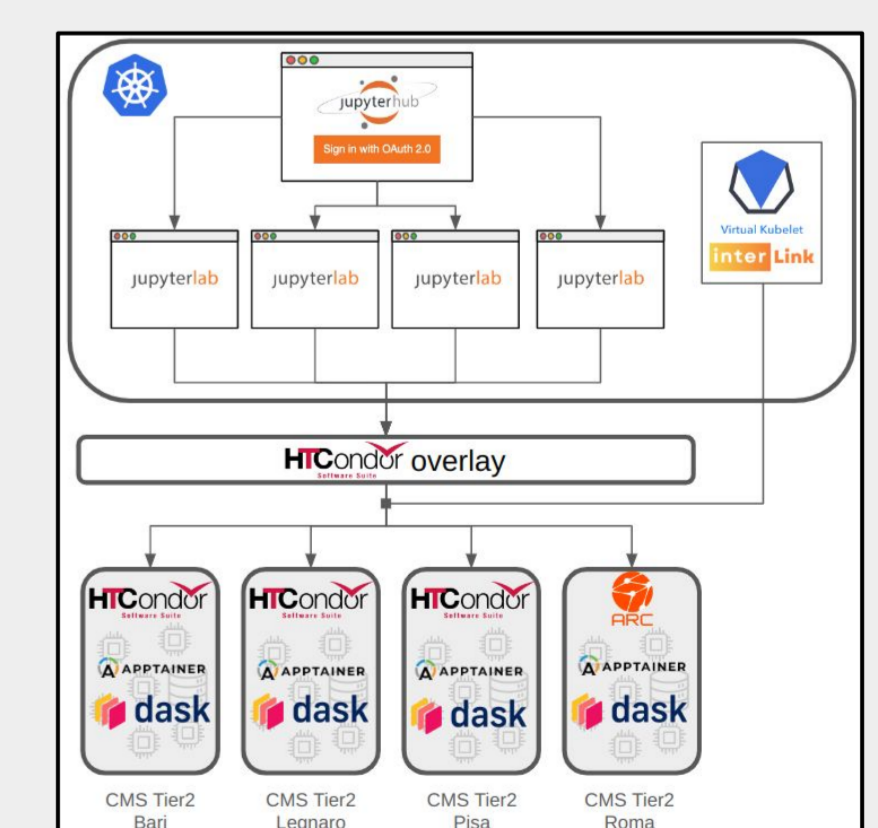 jupyterhub
Sign in with OAuth 2.0
Virtual Kubelet
interLink
jupyterlab
jupyterlab
jupyterlab
jupyterlab
HTCondor overlay
Software Suite
HTCondor
Software Suite
APPTAINER
dask
HTCondor
Software Suite
APPTAINER
dask
HTCondor
Software Suite
APPTAINER
dask
ARC
APPTAINER
dask
CMS Tier2
Bari
CMS Tier2
Legnaro
CMS Tier2
Pisa
CMS Tier2
Roma